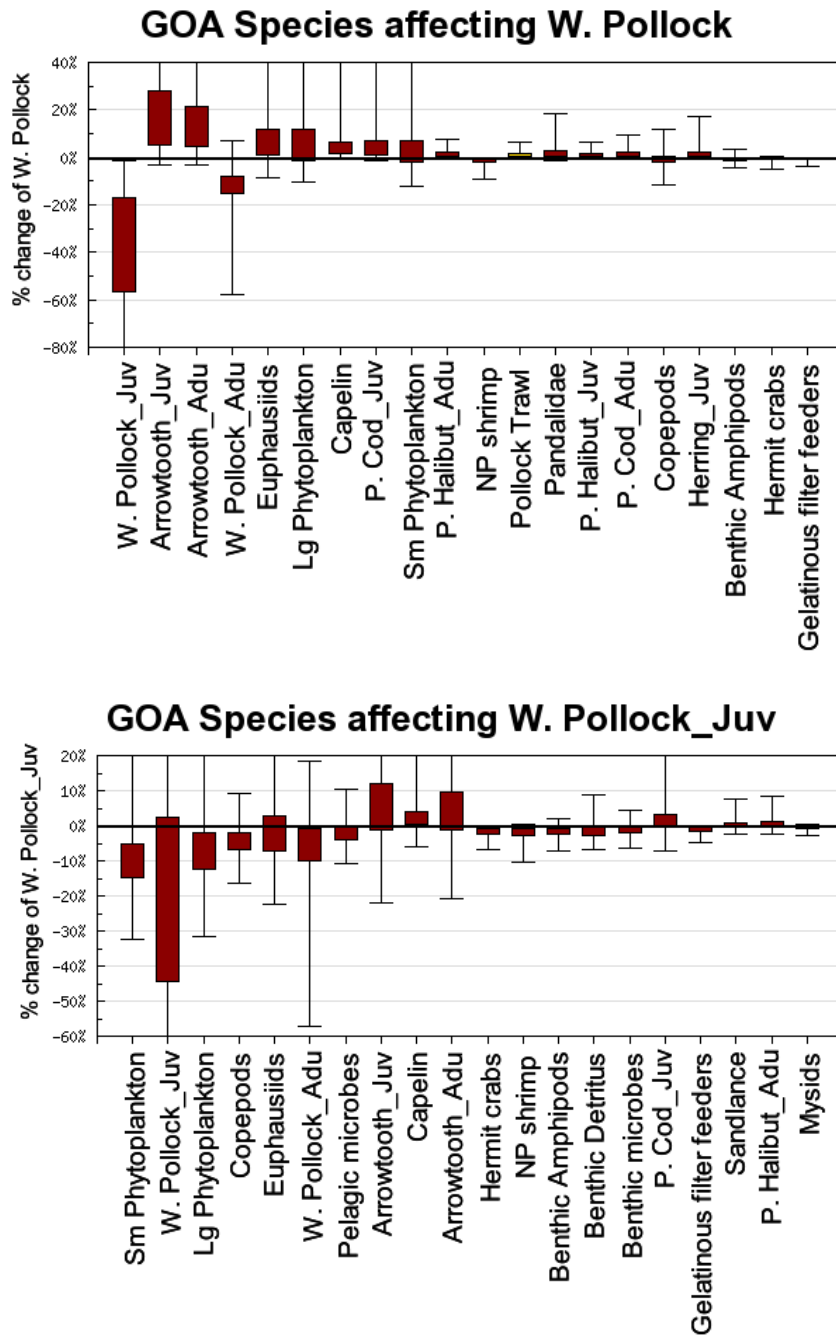 GOA Species affecting W. Pollock
% change of W. Pollock
40%
20%
0%
-20%
-40%
-60%
-80%
W. Pollock_Juv
Arrowtooth_Juv
Arrowtooth_Adu
W. Pollock_Adu
Euphausiids
Lg Phytoplankton
Capelin
P. Cod_Juv
Sm Phytoplankton
P. Halibut_Adu
NP shrimp
Pollock Trawl
Pandalidae
P. Halibut_Juv
P. Cod_Adu
Copepods
Herring_Juv
Benthic Amphipods
Hermit crabs
Gelatinous filter feeders
GOA Species affecting W. Pollock_Juv
% change of W. Pollock_Juv
20%
10%
0%
-10%
-20%
-30%
-40%
-50%
-60%
Sm Phytoplankton
W. Pollock_Juv
Lg Phytoplankton
Copepods
Euphausiids
W. Pollock_Adu
Pelagic microbes
Arrowtooth_Juv
Capelin
Arrowtooth_Adu
Hermit crabs
NP shrimp
Benthic Amphipods
Benthic Detritus
Benthic microbes
P. Cod_Juv
Gelatinous filter feeders
Sandlance
P. Halibut_Adu
Mysids